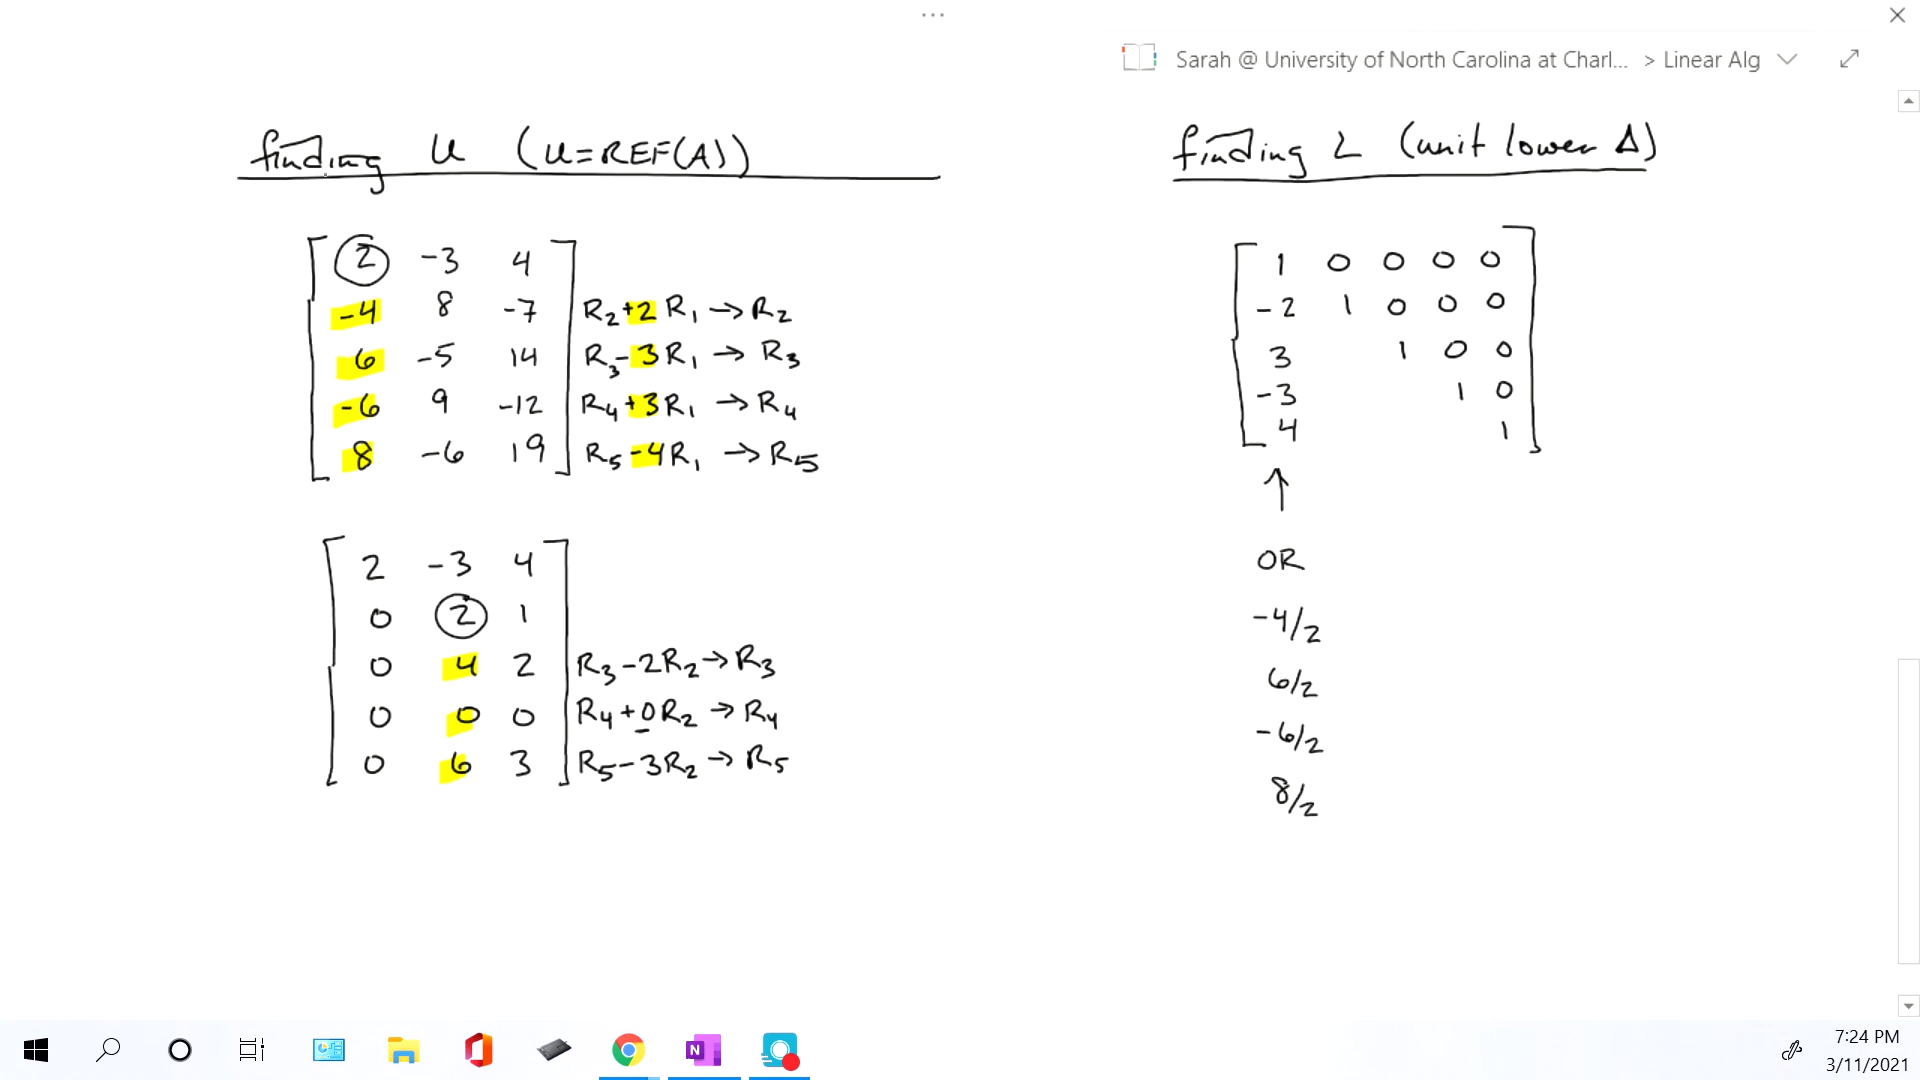 ...
Sarah @ University of North Carolina at Charl... > Linear Alg
finding U (U=REF(A))
2 -3 4
-4 8 -7 R2+2R1→R2
6 -5 14 R3-3R1→R3
-6 9 -12 R4+3R1→R4
8 -6 19 R5-4R1→R5
2 -3 4
0 2 1
0 4 2 R3-2R2→R3
0 0 0 R4+0R2→R4
0 6 3 R5-3R2→R5
finding L (unit lower Δ)
1 0 0 0 0
-2 1 0 0 0
3 1 0 0
-3 1 0
4 1
↑
OR
-4/2
6/2
-6/2
8/2
N
7:24 PM
3/11/2021